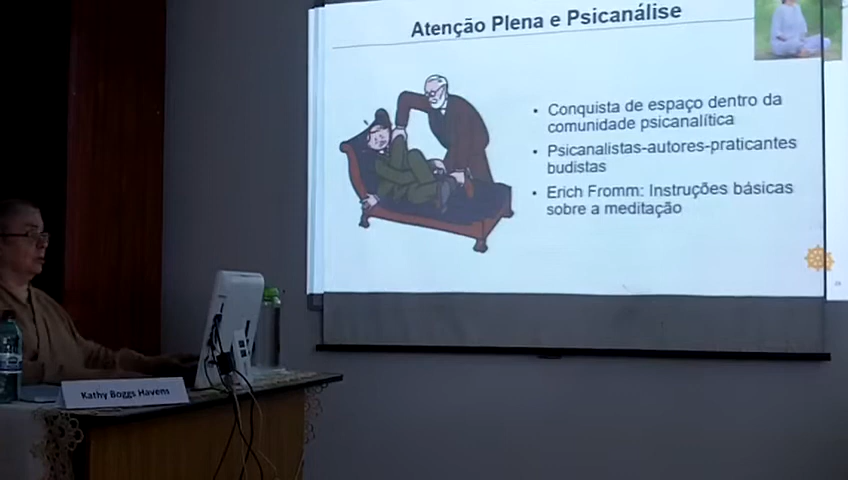 Atenção Plena e Psicanálise
• Conquista de espaço dentro da
comunidade psicanalítica
• Psicanalistas-autores-praticantes
budistas
• Erich Fromm: Instruções básicas
sobre a meditação
Kathy Boggs Havens